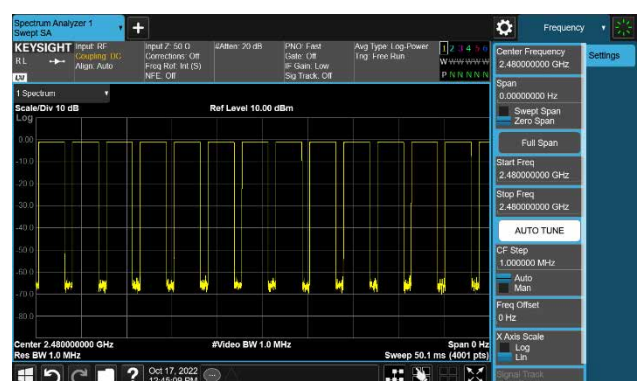 Spectrum Analyzer 1
Swept SA
Frequency
KEYSIGHT
Input: RF
Coupling: DC
Align: Auto
Input Z: 50 Ω
Corrections: Off
Freq Ref: Int (S)
NFE: Off
#Atten: 20 dB
PNO: Fast
Gate: Off
IF Gain: Low
Sig Track: Off
Avg Type: Log-Power
Trig: Free Run
1 2 3 4 5 6
W W W W W W
P N N N N N
RL
LW
1 Spectrum
Scale/Div 10 dB
Ref Level 10.00 dBm
Log
0.00
-10.0
-20.0
-30.0
-40.0
-50.0
-60.0
-70.0
-80.0
Center 2.480000000 GHz
#Video BW 1.0 MHz
Span 0 Hz
Res BW 1.0 MHz
Sweep 50.1 ms (4001 pts)
Oct 17, 2022
12:45:09 PM
Center Frequency
2.480000000 GHz
Settings
Span
0.00000000 Hz
Swept Span
Zero Span
Full Span
Start Freq
2.480000000 GHz
Stop Freq
2.480000000 GHz
AUTO TUNE
CF Step
1.000000 MHz
Auto
Man
Freq Offset
0 Hz
X Axis Scale
Log
Lin
Signal Track